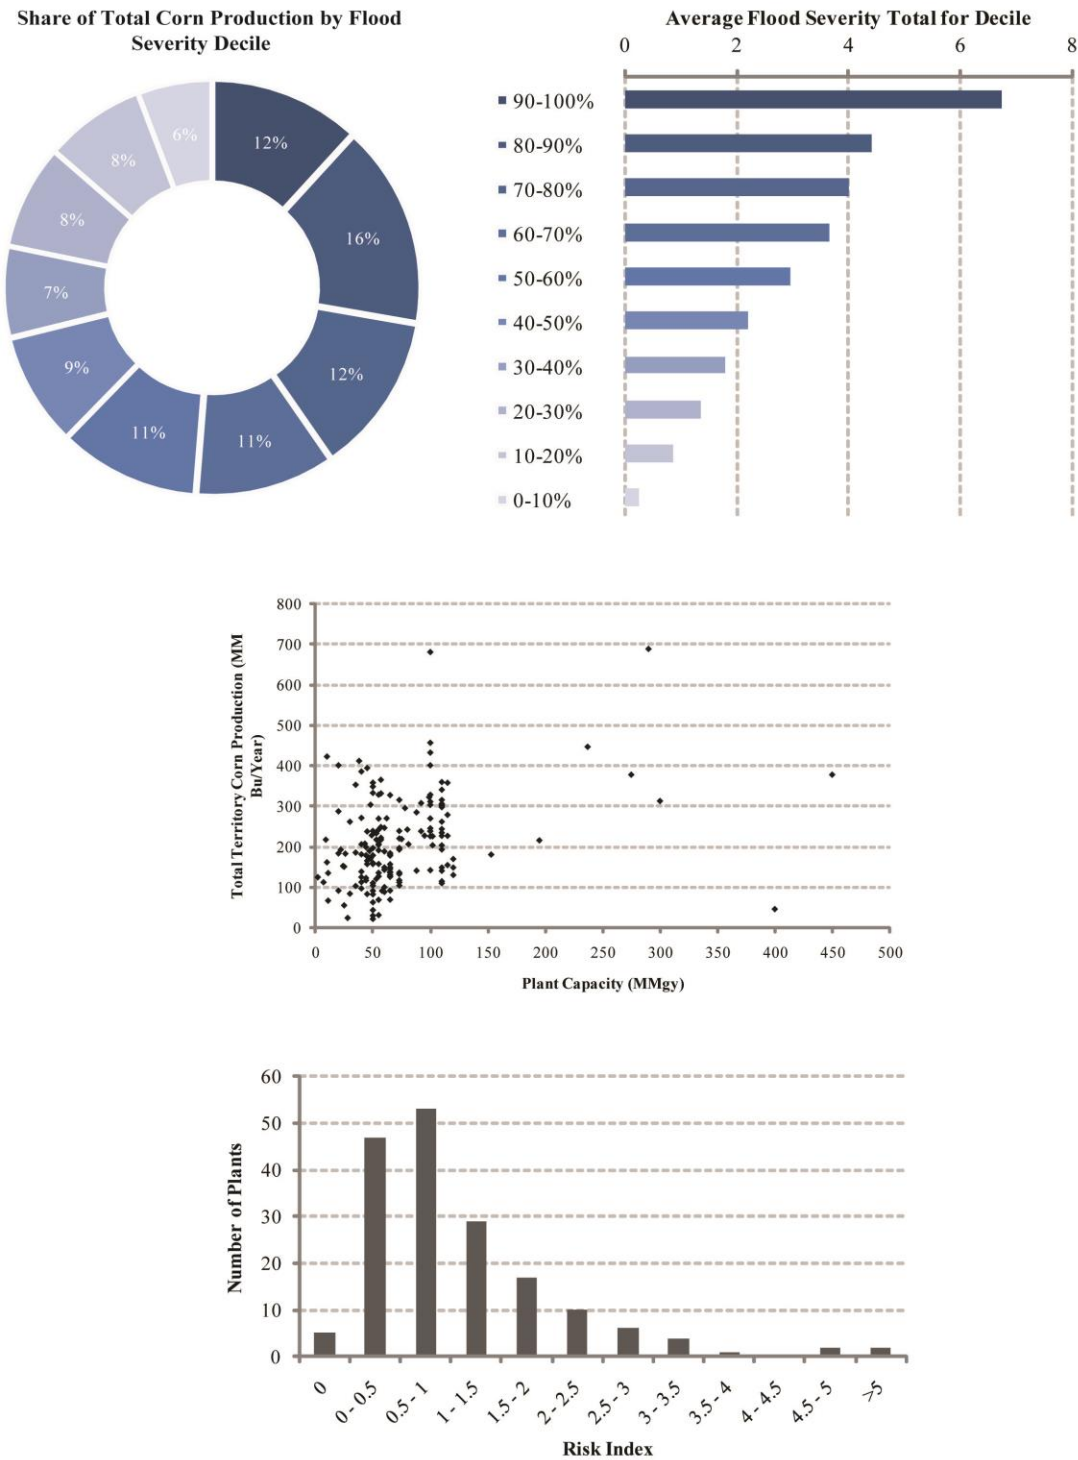 Share of Total Corn Production by Flood
Severity Decile
12%
16%
12%
11%
11%
9%
7%
8%
8%
6%
Average Flood Severity Total for Decile
0 2 4 6 8
90-100%
80-90%
70-80%
60-70%
50-60%
40-50%
30-40%
20-30%
10-20%
0-10%
Total Territory Corn Production (MM
Bu/Year)
800
700
600
500
400
300
200
100
0
0 50 100 150 200 250 300 350 400 450 500
Plant Capacity (MMgy)
Number of Plants
60
50
40
30
20
10
0
0
0 - 0.5
0.5 - 1
1 - 1.5
1.5 - 2
2 - 2.5
2.5 - 3
3 - 3.5
3.5 - 4
4 - 4.5
4.5 - 5
>5
Risk Index